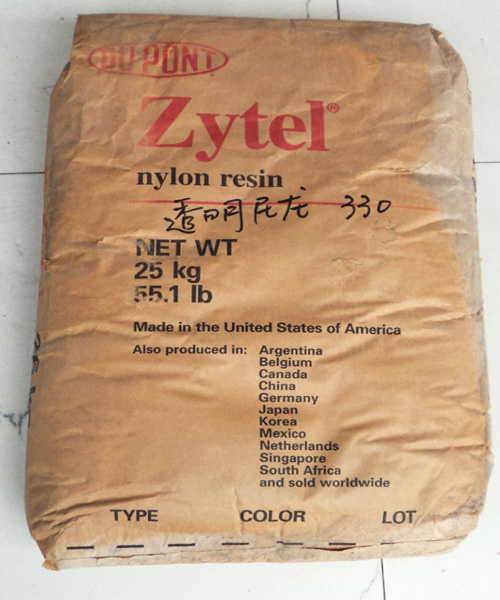 DU PONT
Zytel®
nylon resin
透明尼龙 330
NET WT
25 kg
55.1 lb
Made in the United States of America
Also produced in: Argentina
Belgium
Canada
China
Germany
Japan
Korea
Mexico
Netherlands
Singapore
South Africa
and sold worldwide
TYPE COLOR LOT